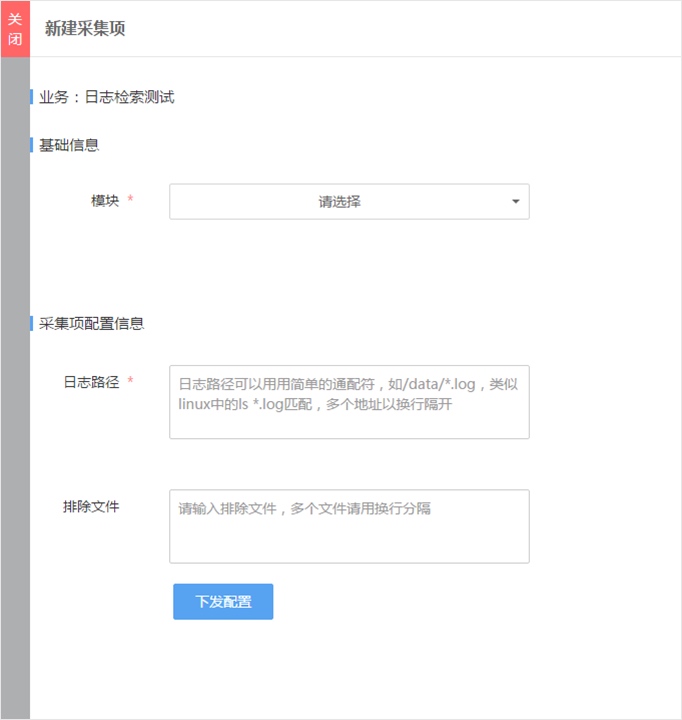 关闭
新建采集项
业务：日志检索测试
基础信息
模块 *
请选择
采集项配置信息
日志路径 *
日志路径可以用用简单的通配符，如/data/*.log，类似
linux中的ls *.log匹配，多个地址以换行隔开
排除文件
请输入排除文件，多个文件请用换行分隔
下发配置